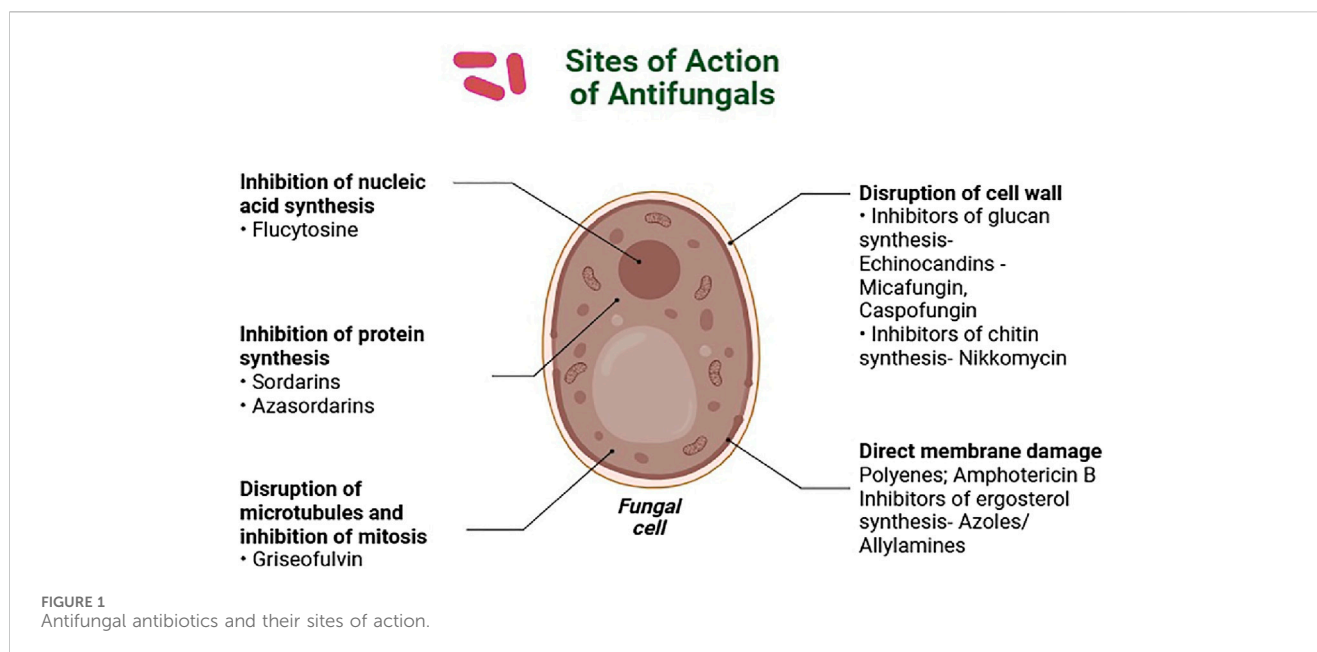 Sites of Action
of Antifungals
Inhibition of nucleic
acid synthesis
• Flucytosine
Inhibition of protein
synthesis
• Sordarins
• Azasordarins
Disruption of
microtubules and
inhibition of mitosis
• Griseofulvin
Fungal
cell
Disruption of cell wall
• Inhibitors of glucan
synthesis-
Echinocandins -
Micafungin,
Caspofungin
• Inhibitors of chitin
synthesis- Nikkomycin
Direct membrane damage
Polyenes; Amphotericin B
Inhibitors of ergosterol
synthesis- Azoles/
Allylamines
FIGURE 1
Antifungal antibiotics and their sites of action.